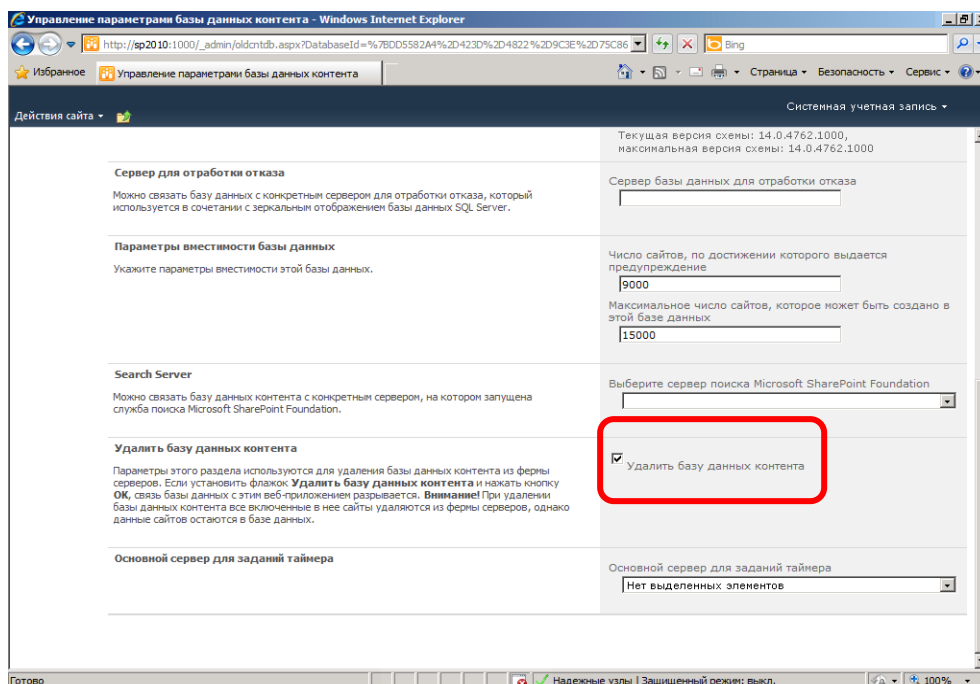 Управление параметрами базы данных контента - Windows Internet Explorer
http://sp2010:1000/_admin/oldcntdb.aspx?DatabaseId=%7BDD5582A4%2D423D%2D4822%2D9C3E%2D75C86
Bing
Избранное
Управление параметрами базы данных контента
Страница
Безопасность
Сервис
Действия сайта
Системная учетная запись
Текущая версия схемы: 14.0.4762.1000,
максимальная версия схемы: 14.0.4762.1000
Сервер для отработки отказа
Можно связать базу данных с конкретным сервером для отработки отказа, который
используется в сочетании с зеркальным отображением базы данных SQL Server.
Сервер базы данных для отработки отказа
Параметры вместимости базы данных
Укажите параметры вместимости этой базы данных.
Число сайтов, по достижении которого выдается
предупреждение
9000
Максимальное число сайтов, которое может быть создано в
этой базе данных
15000
Search Server
Можно связать базу данных контента с конкретным сервером, на котором запущена
служба поиска Microsoft SharePoint Foundation.
Выберите сервер поиска Microsoft SharePoint Foundation
Удалить базу данных контента
Параметры этого раздела используются для удаления базы данных контента из фермы
серверов. Если установить флажок Удалить базу данных контента и нажать кнопку
ОК, связь базы данных с этим веб-приложением разрывается. Внимание! При удалении
базы данных контента все включенные в нее сайты удаляются из фермы серверов, однако
данные сайтов остаются в базе данных.
Удалить базу данных контента
Основной сервер для заданий таймера
Основной сервер для заданий таймера
Нет выделенных элементов
Готово
Надежные узлы | Защищенный режим: выкл.
100%